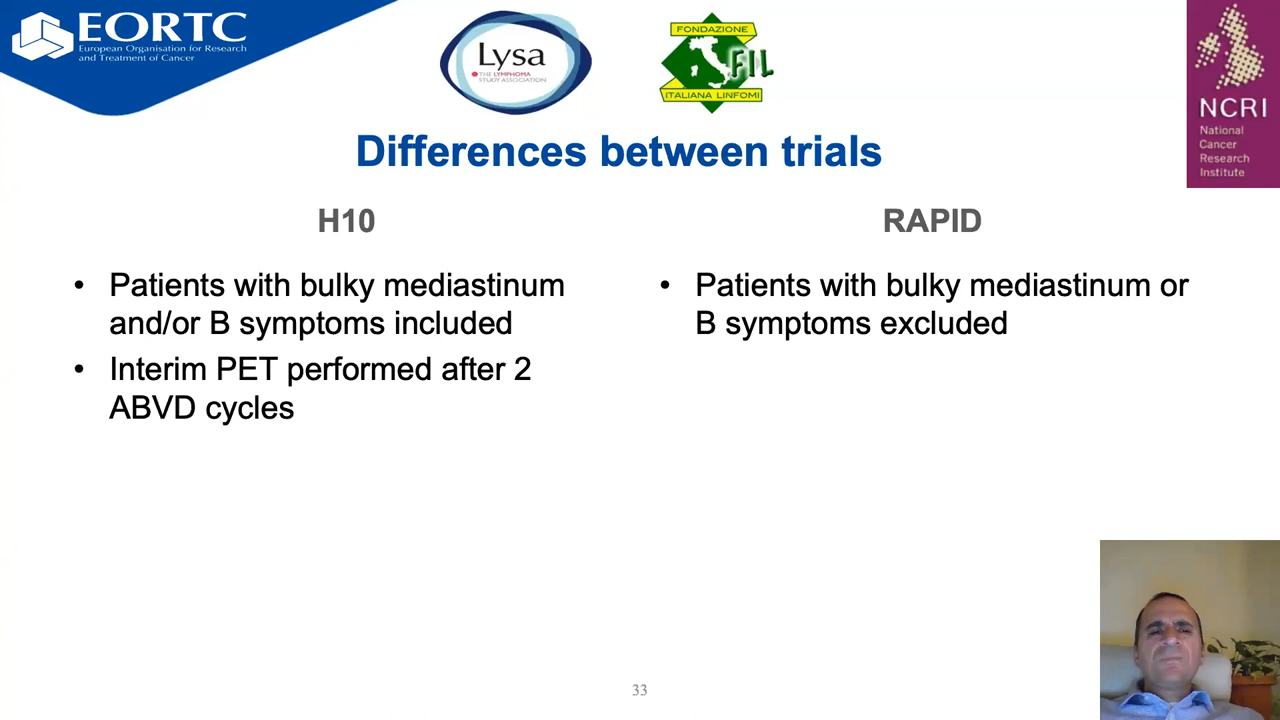 EORTC
European Organisation for Research
and Treatment of Cancer
Lysa
THE LYMPHOMA
STUDY ASSOCIATION
FONDAZIONE
FIL
ITALIANA LINFOMI
NCRI
National
Cancer
Research
Institute
Differences between trials
H10
• Patients with bulky mediastinum
and/or B symptoms included
• Interim PET performed after 2
ABVD cycles
RAPID
• Patients with bulky mediastinum or
B symptoms excluded
33